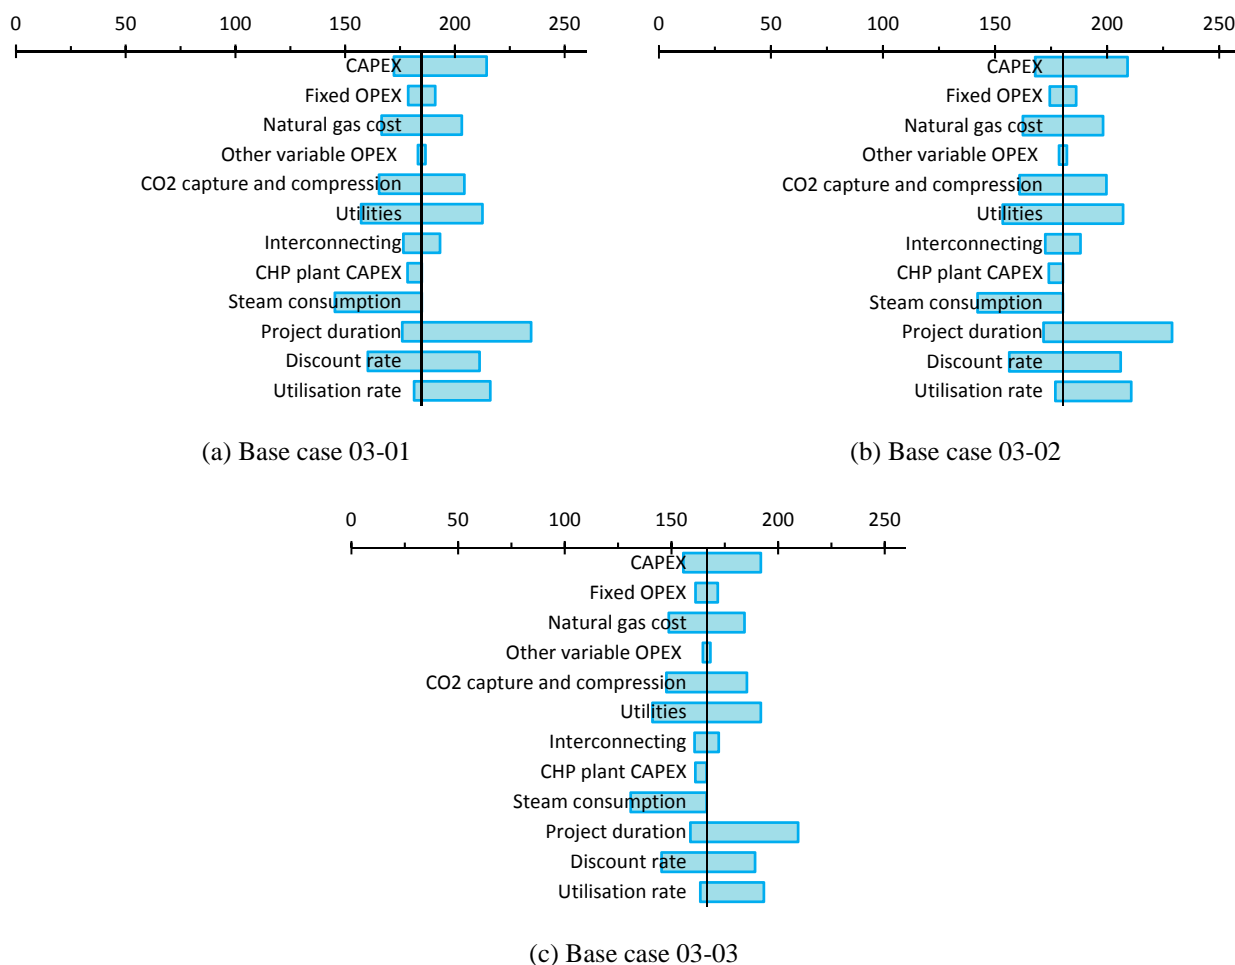 0 50 100 150 200 250
CAPEX
Fixed OPEX
Natural gas cost
Other variable OPEX
CO2 capture and compression
Utilities
Interconnecting
CHP plant CAPEX
Steam consumption
Project duration
Discount rate
Utilisation rate
(a) Base case 03-01
0 50 100 150 200 250
CAPEX
Fixed OPEX
Natural gas cost
Other variable OPEX
CO2 capture and compression
Utilities
Interconnecting
CHP plant CAPEX
Steam consumption
Project duration
Discount rate
Utilisation rate
(b) Base case 03-02
0 50 100 150 200 250
CAPEX
Fixed OPEX
Natural gas cost
Other variable OPEX
CO2 capture and compression
Utilities
Interconnecting
CHP plant CAPEX
Steam consumption
Project duration
Discount rate
Utilisation rate
(c) Base case 03-03